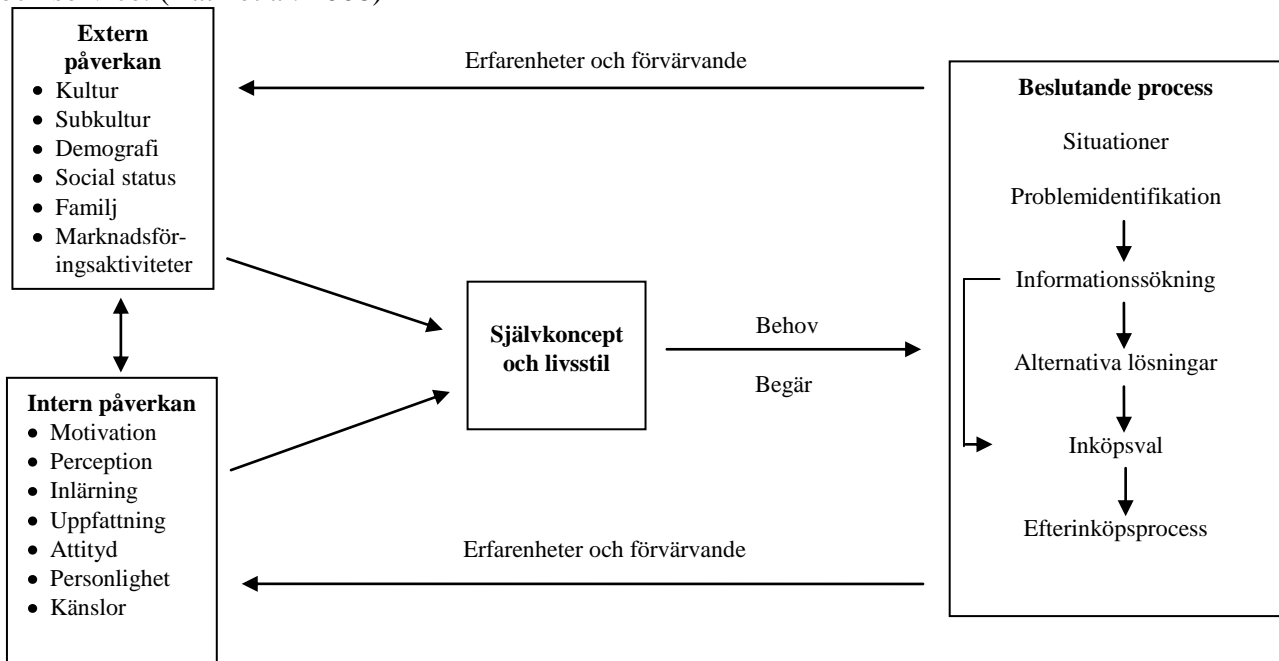 Extern
påverkan
• Kultur
• Subkultur
• Demografi
• Social status
• Familj
• Marknadsför-
ingsaktiviteter
Intern påverkan
• Motivation
• Perception
• Inlärning
• Uppfattning
• Attityd
• Personlighet
• Känslor
Erfarenheter och förvärvande
Självkoncept
och livsstil
Behov
Begär
Erfarenheter och förvärvande
Beslutande process
Situationer
Problemidentifikation
Informationssökning
Alternativa lösningar
Inköpsval
Efterinköpsprocess